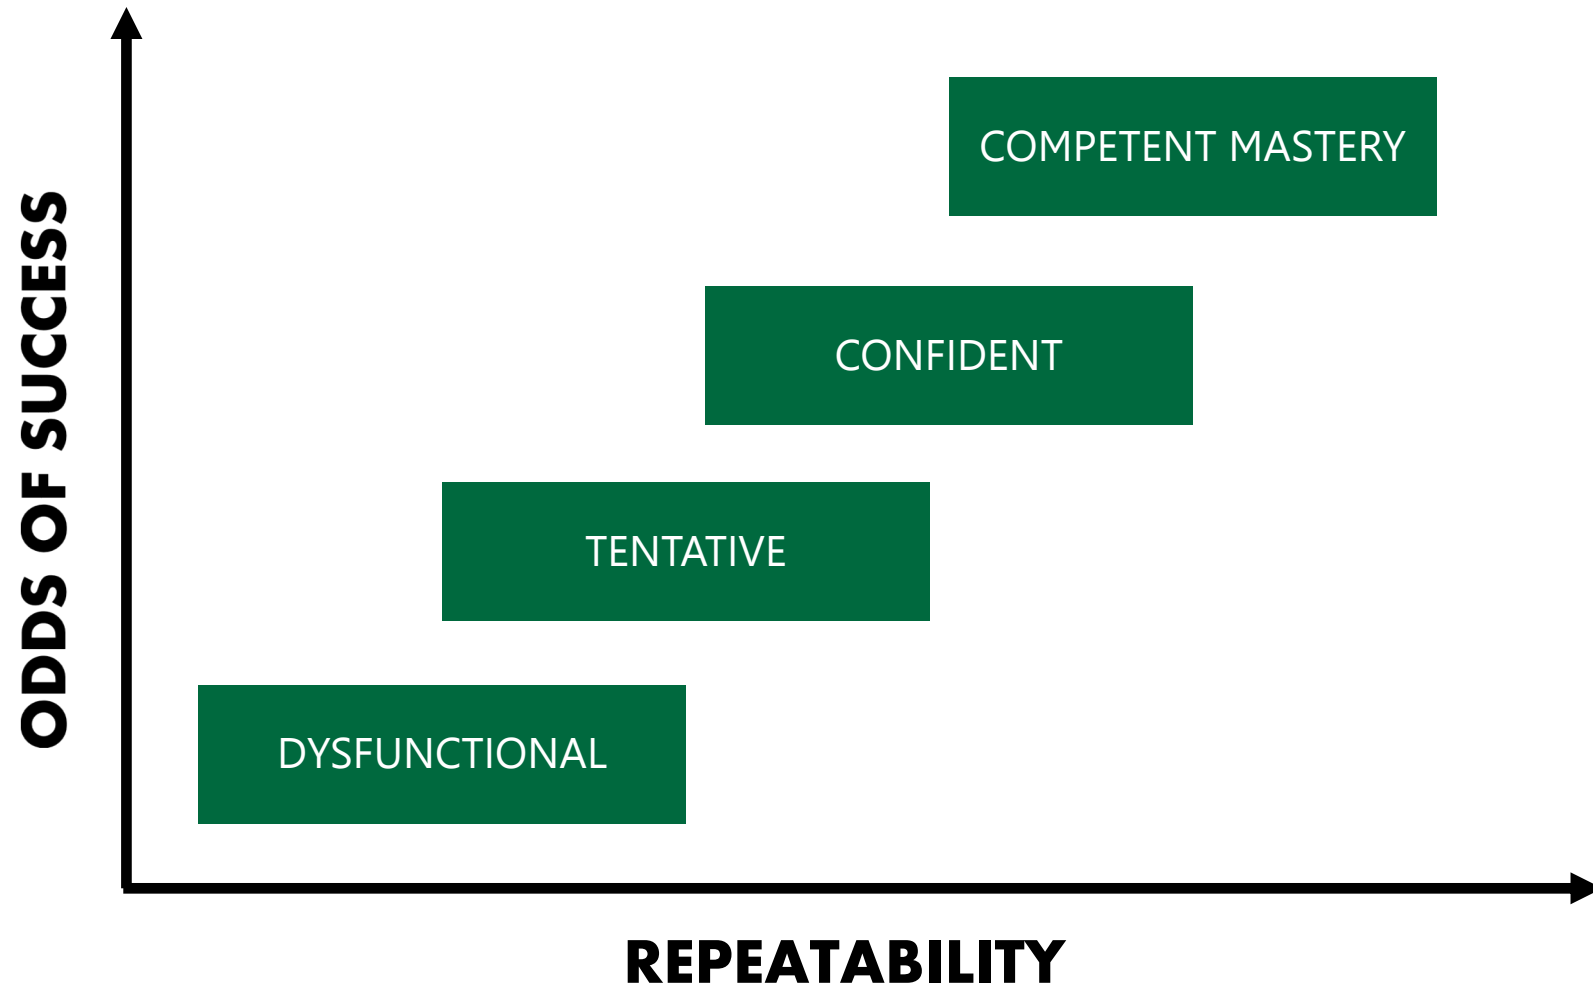 COMPETENT MASTERY
CONFIDENT
TENTATIVE
DYSFUNCTIONAL
ODDS OF SUCCESS
REPEATABILITY